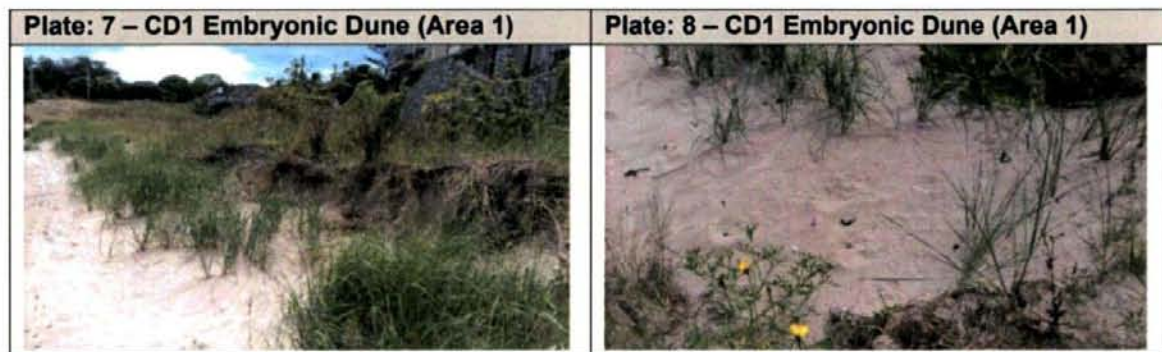 Plate: 7 – CD1 Embryonic Dune (Area 1)
Plate: 8 – CD1 Embryonic Dune (Area 1)